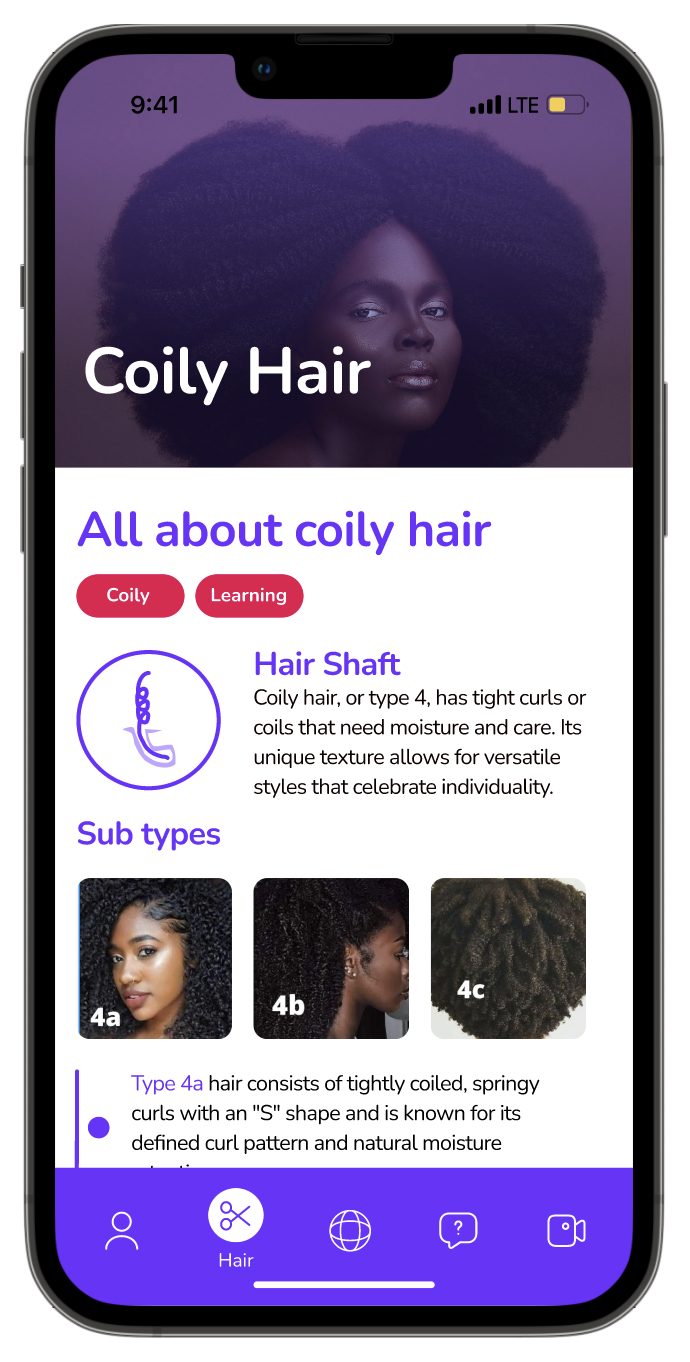 9:41
LTE
Coily Hair
All about coily hair
Coily
Learning
Hair Shaft
Coily hair, or type 4, has tight curls or
coils that need moisture and care. Its
unique texture allows for versatile
styles that celebrate individuality.
Sub types
4a
4b
4c
Type 4a hair consists of tightly coiled, springy
curls with an "S" shape and is known for its
defined curl pattern and natural moisture
?
Hair